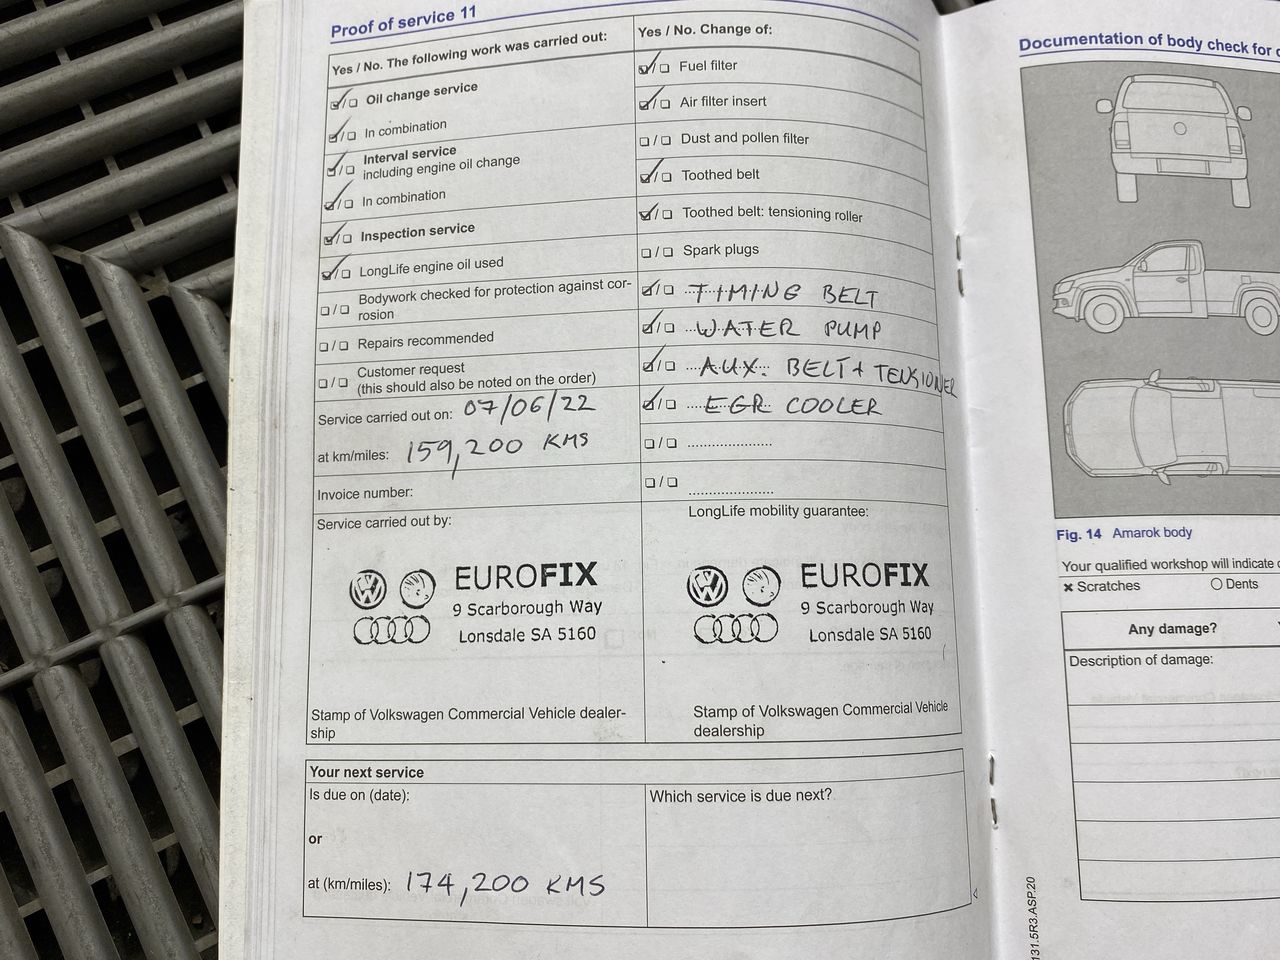 Proof of service 11
Yes / No. The following work was carried out:
Oil change service
In combination
Interval service
including engine oil change
In combination
Inspection service
LongLife engine oil used
Bodywork checked for protection against cor-
rosion
Repairs recommended
Customer request
(this should also be noted on the order)
Service carried out on: 07/06/22
at km/miles: 159,200 KMS
Invoice number:
Service carried out by:
EUROFIX
9 Scarborough Way
Lonsdale SA 5160
Stamp of Volkswagen Commercial Vehicle dealer-
ship
Yes / No. Change of:
Fuel filter
Air filter insert
Dust and pollen filter
Toothed belt
Toothed belt: tensioning roller
Spark plugs
TIMING BELT
WATER PUMP
AUX. BELT + TENSIONER
EGR COOLER
LongLife mobility guarantee:
EUROFIX
9 Scarborough Way
Lonsdale SA 5160
Stamp of Volkswagen Commercial Vehicle
dealership
Your next service
Is due on (date):
or
at (km/miles): 174,200 KMS
Which service is due next?
Documentation of body check for
Fig. 14 Amarok body
Your qualified workshop will indicate
Scratches
Dents
Any damage?
Description of damage:
131.5R3.ASP.20